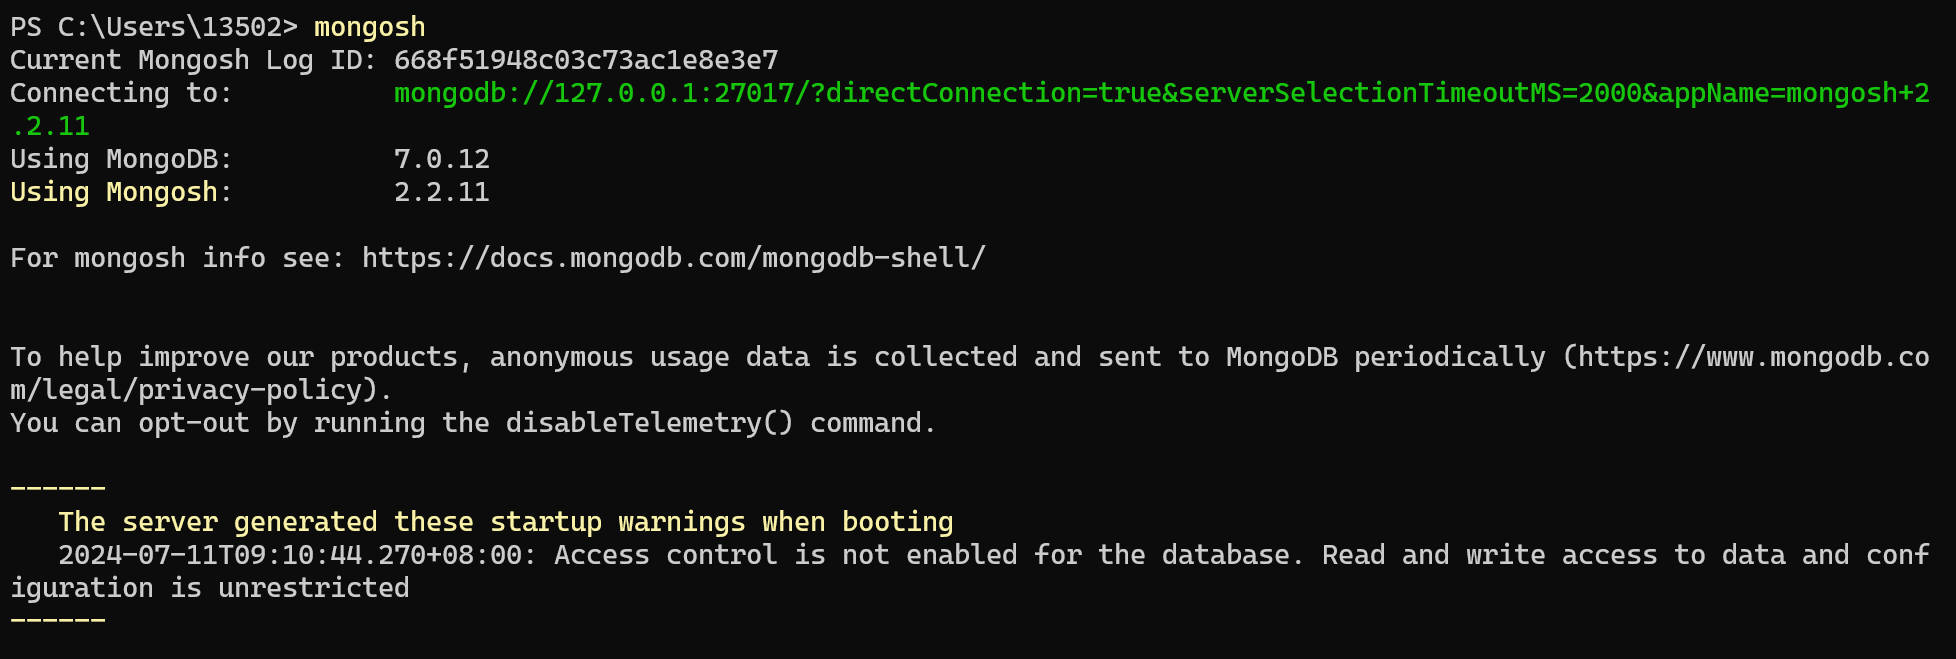 PS C:\Users\13502> mongosh
Current Mongosh Log ID: 668f51948c03c73ac1e8e3e7
Connecting to:          mongodb://127.0.0.1:27017/?directConnection=true&serverSelectionTimeoutMS=2000&appName=mongosh+2
.2.11
Using MongoDB:          7.0.12
Using Mongosh:          2.2.11
For mongosh info see: https://docs.mongodb.com/mongodb-shell/
To help improve our products, anonymous usage data is collected and sent to MongoDB periodically (https://www.mongodb.co
m/legal/privacy-policy).
You can opt-out by running the disableTelemetry() command.
------
   The server generated these startup warnings when booting
   2024-07-11T09:10:44.270+08:00: Access control is not enabled for the database. Read and write access to data and conf
iguration is unrestricted
------